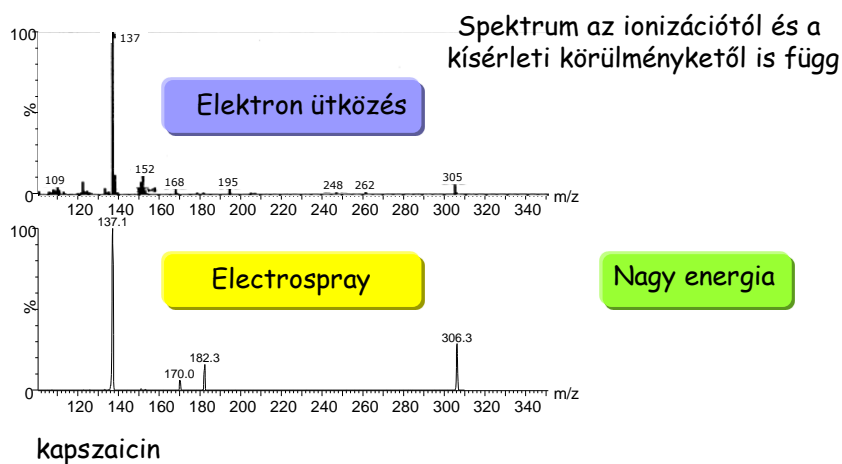 Spektrum az ionizációtól és a
kísérleti körülményketől is függ
100
%
0
137
109
152
168
195
248
262
305
Elektron ütközés
120 140 160 180 200 220 240 260 280 300 320 340
m/z
100
%
0
137.1
170.0
182.3
306.3
Electrospray
Nagy energia
120 140 160 180 200 220 240 260 280 300 320 340
m/z
kapszaicin